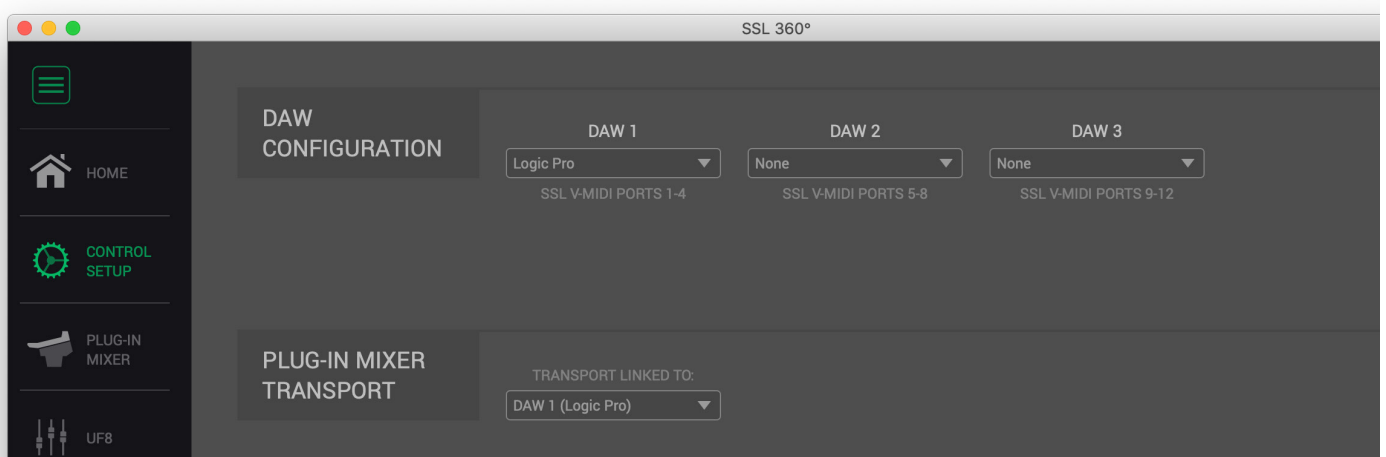 SSL 360°
HOME
CONTROL
SETUP
PLUG-IN
MIXER
UF8
DAW
CONFIGURATION
DAW 1
DAW 2
DAW 3
Logic Pro
None
None
SSL V-MIDI PORTS 1-4
SSL V-MIDI PORTS 5-8
SSL V-MIDI PORTS 9-12
PLUG-IN MIXER
TRANSPORT
TRANSPORT LINKED TO:
DAW 1 (Logic Pro)